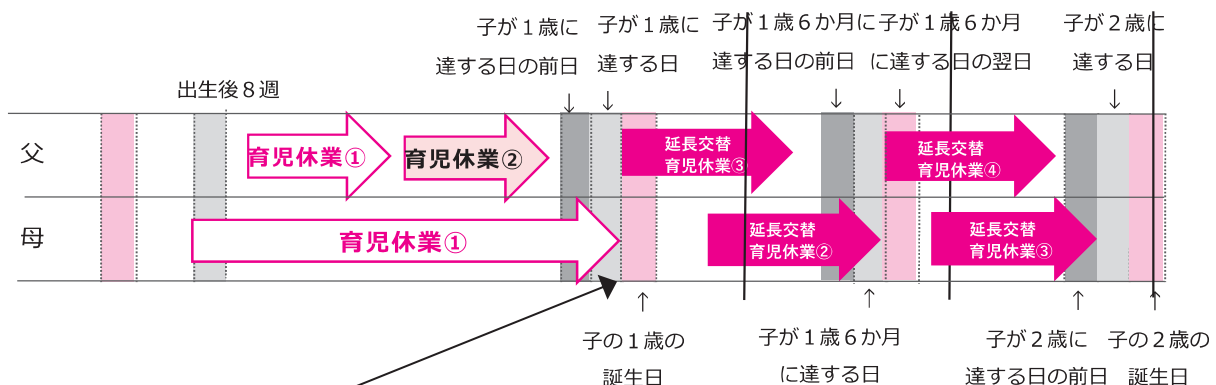 子が１歳に
達する日の前日
子が１歳に
達する日
子が１歳６か月に
達する日の前日
子が１歳６か月
に達する日の翌日
子が２歳に
達する日
出生後８週
父
育児休業①
育児休業②
延長交替
育児休業③
延長交替
育児休業④
母
育児休業①
延長交替
育児休業②
延長交替
育児休業③
子の１歳の
誕生日
子が１歳６か月
に達する日
子が２歳に
達する日の前日
子の２歳の
誕生日